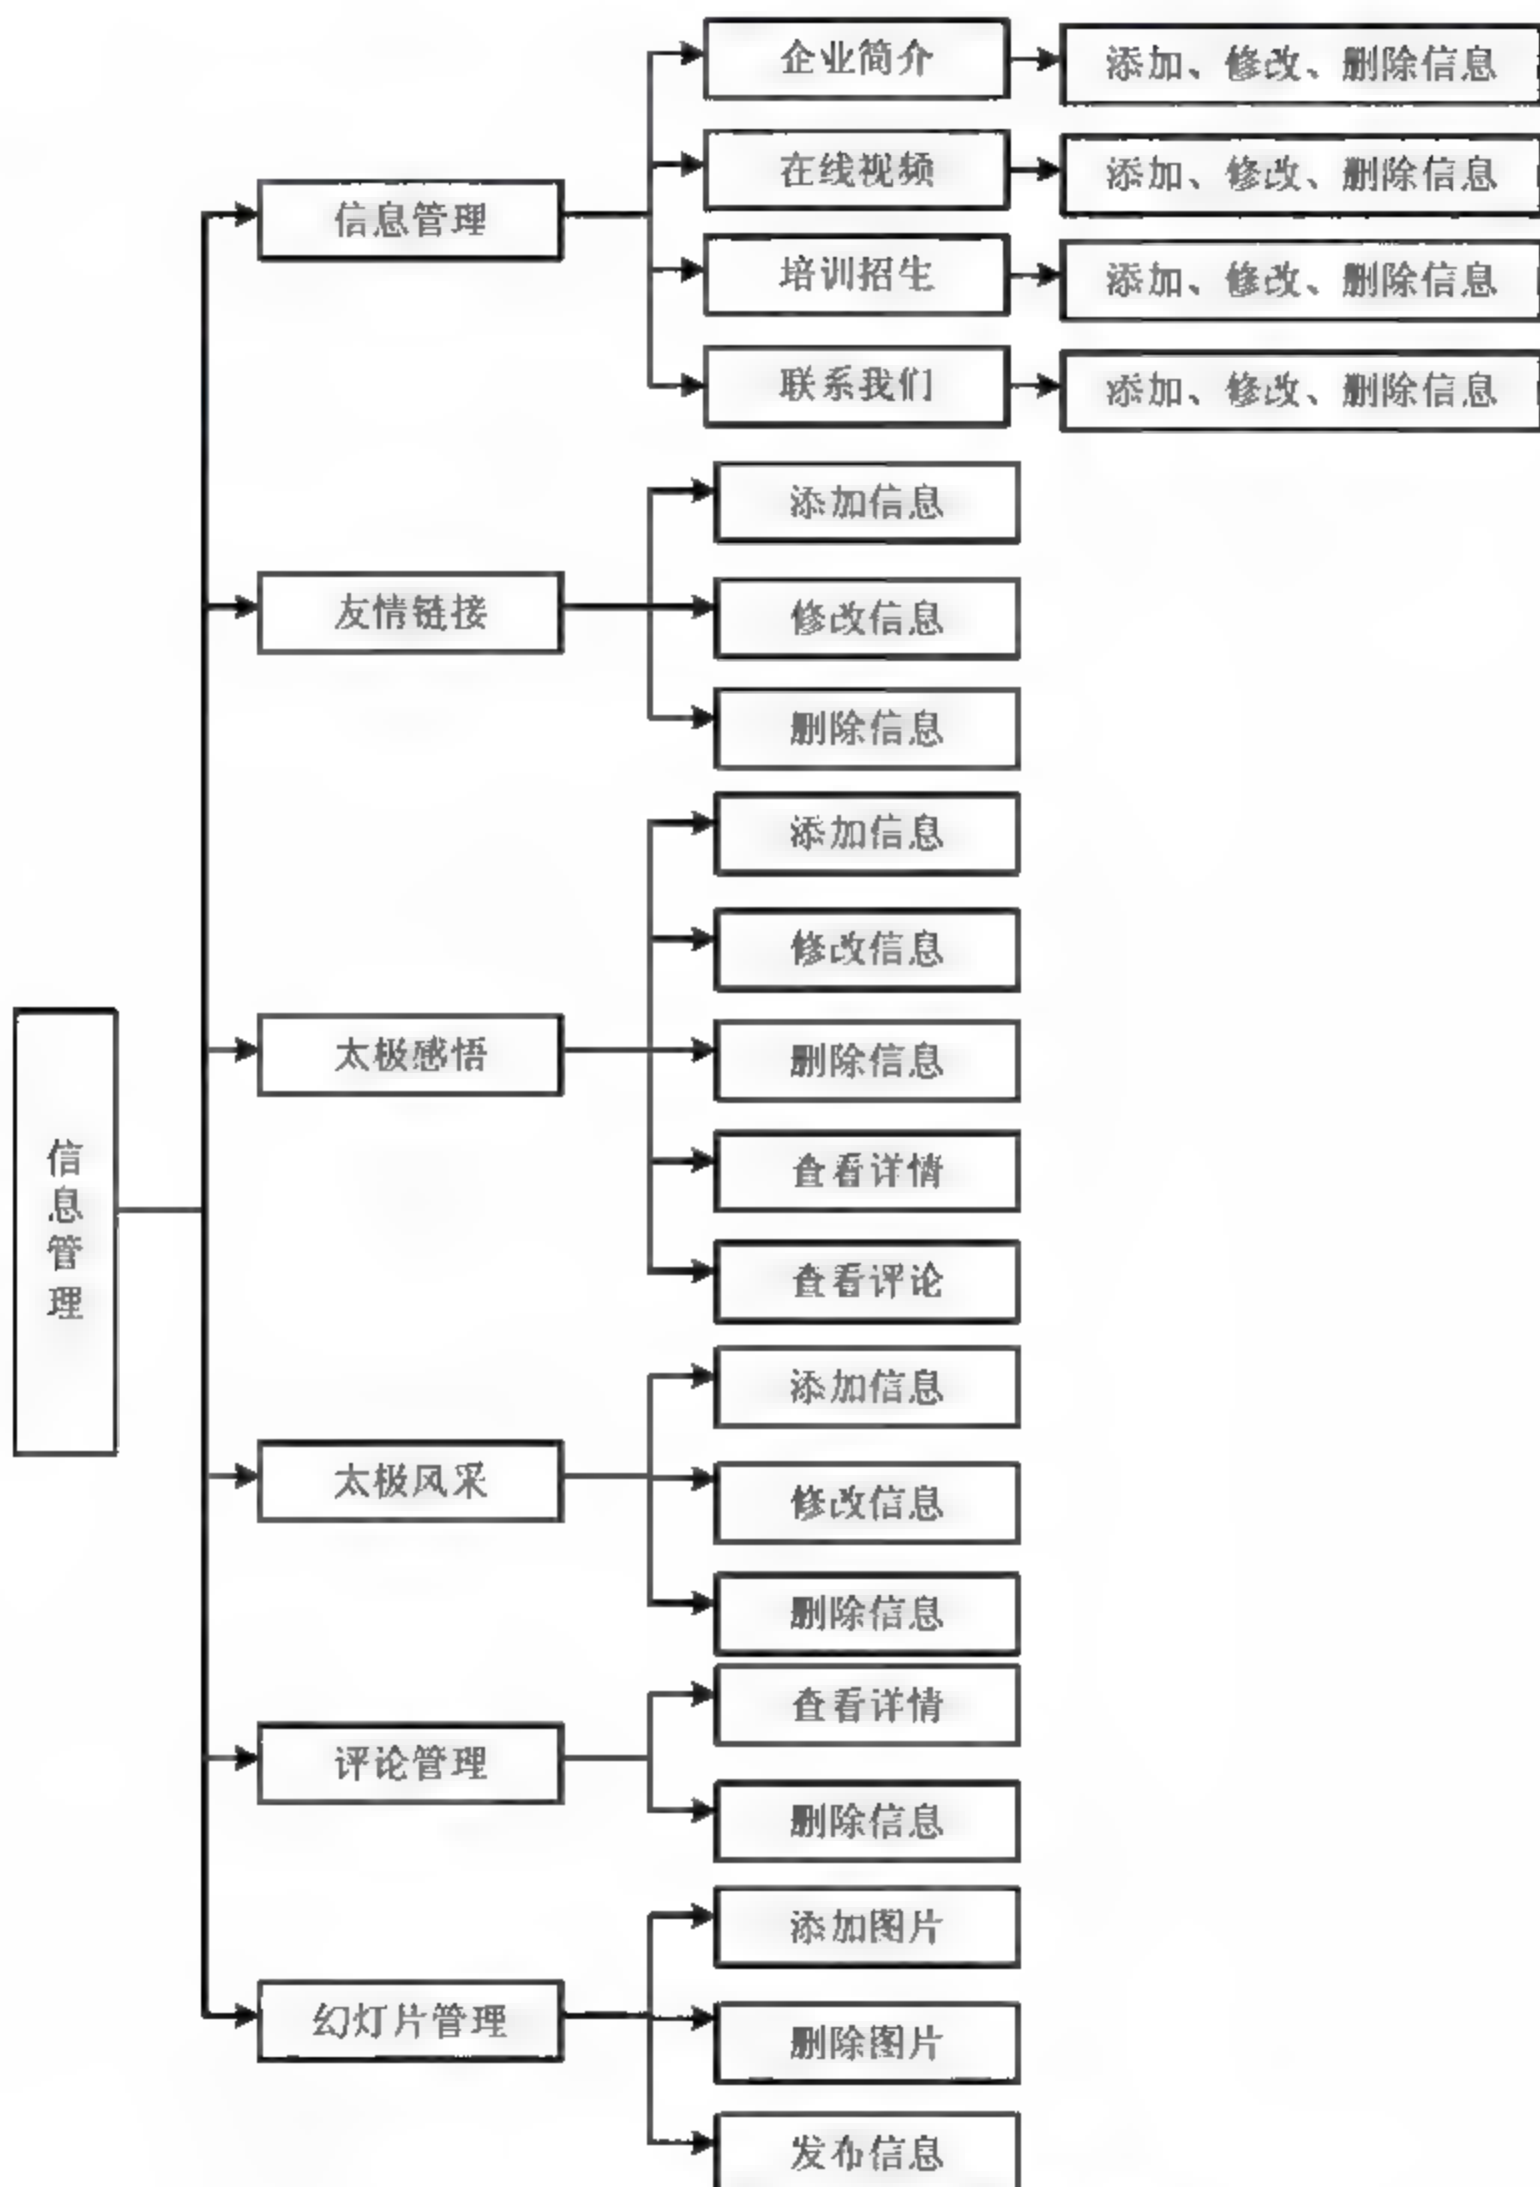 信息管理
信息管理
企业简介
添加、修改、删除信息
在线视频
添加、修改、删除信息
培训招生
添加、修改、删除信息
联系我们
添加、修改、删除信息
友情链接
添加信息
修改信息
删除信息
太极感悟
添加信息
修改信息
删除信息
查看详情
查看评论
太极风采
添加信息
修改信息
删除信息
评论管理
查看详情
删除信息
幻灯片管理
添加图片
删除图片
发布信息